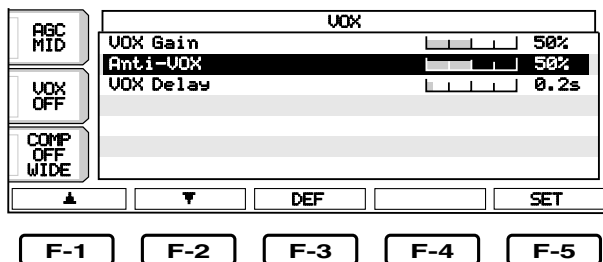 AGC
MID
VOX
OFF
COMP
OFF
WIDE
VOX
VOX Gain 50%
Anti-VOX 50%
VOX Delay 0.2s
▲ ▼ DEF SET
F-1 F-2 F-3 F-4 F-5